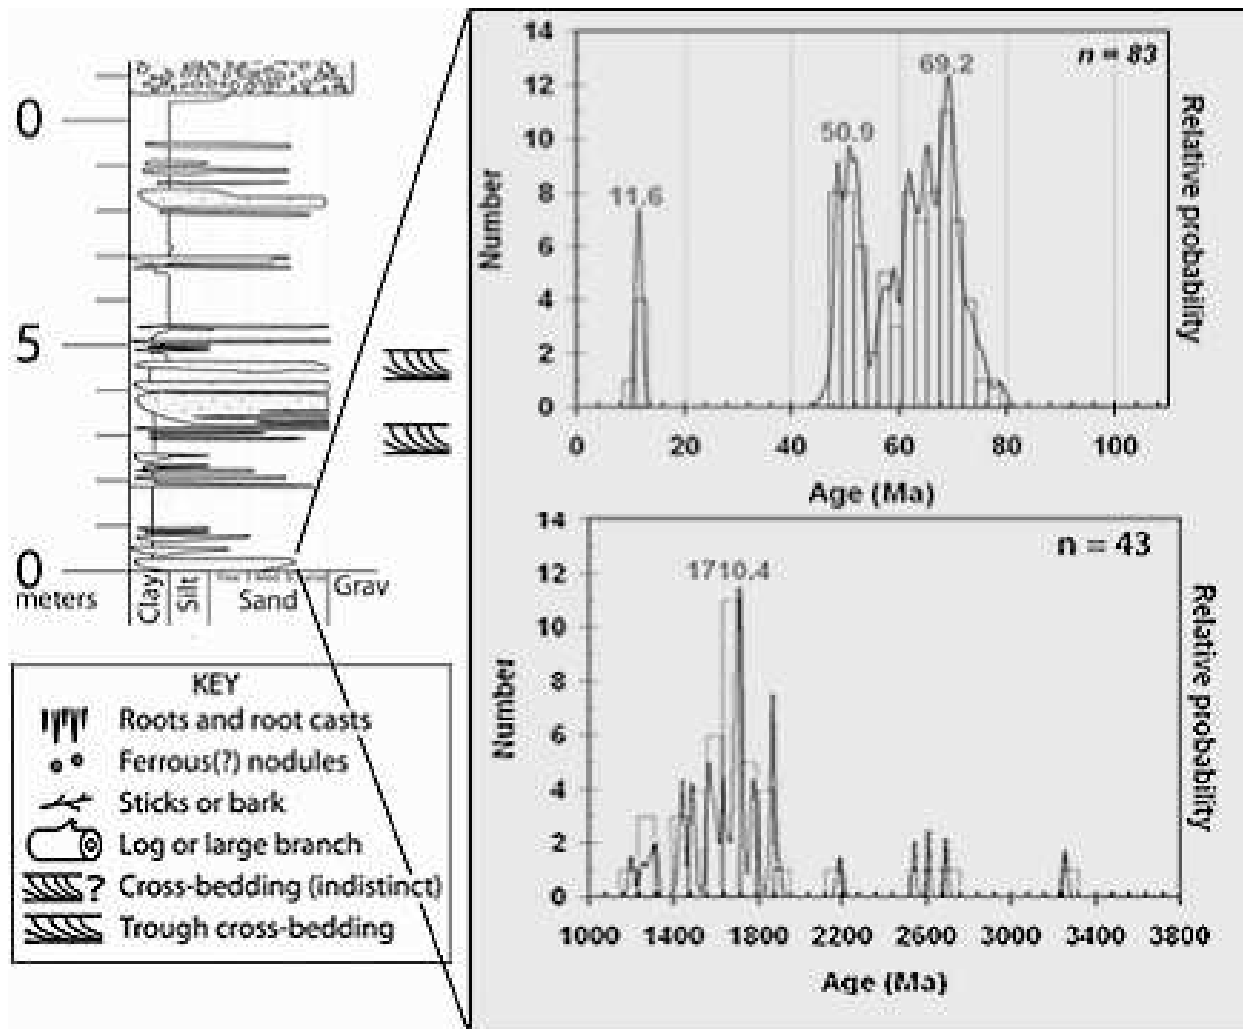 0
5
0
meters
Clay
Silt
Sand
Grav
KEY
Roots and root casts
Ferrous(?) nodules
Sticks or bark
Log or large branch
? Cross-bedding (indistinct)
Trough cross-bedding
14
12
10
8
6
4
2
0
Number
n = 83
69.2
50.9
11.6
Relative probability
0 20 40 60 80 100
Age (Ma)
14
12
10
8
6
4
2
0
Number
n = 43
1710.4
Relative probability
1000 1400 1800 2200 2600 3000 3400 3800
Age (Ma)